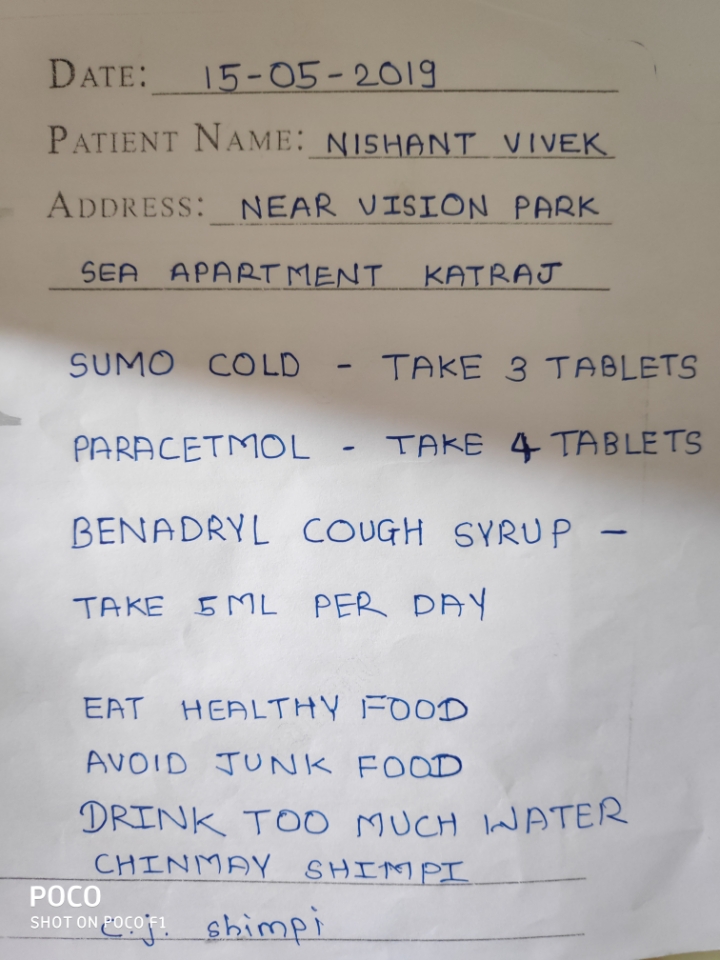 DATE: 15-05-2019
PATIENT NAME: NISHANT VIVEK
ADDRESS: NEAR VISION PARK
SEA APARTMENT KATRAJ
SUMO COLD - TAKE 3 TABLETS
PARACETMOL - TAKE 4 TABLETS
BENADRYL COUGH SYRUP -
TAKE 5ML PER DAY
EAT HEALTHY FOOD
AVOID JUNK FOOD
DRINK TOO MUCH WATER
CHINMAY SHIMPI
c.j. shimpi
POCO
SHOT ON POCO F1